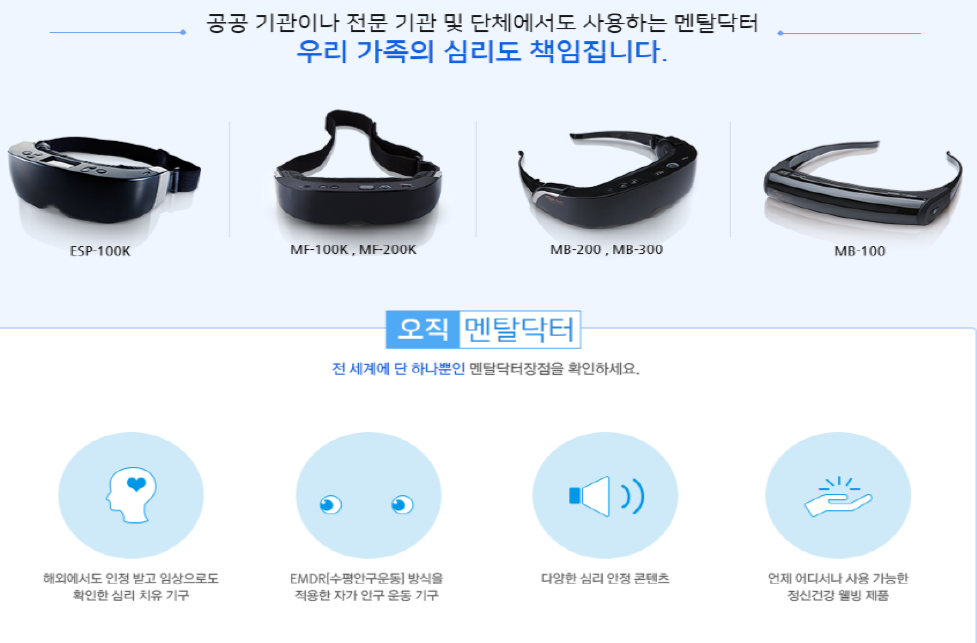 공공 기관이나 전문 기관 및 단체에서도 사용하는 멘탈닥터
우리 가족의 심리도 책임집니다.
ESP-100K
MF-100K , MF-200K
MB-200 , MB-300
MB-100
오직 멘탈닥터
전 세계에 단 하나뿐인 멘탈닥터장점을 확인하세요.
해외에서도 인정 받고 임상으로도
확인한 심리 치유 기구
EMDR[수평안구운동] 방식을
적용한 자가 안구 운동 기구
다양한 심리 안정 콘텐츠
언제 어디서나 사용 가능한
정신건강 웰빙 제품